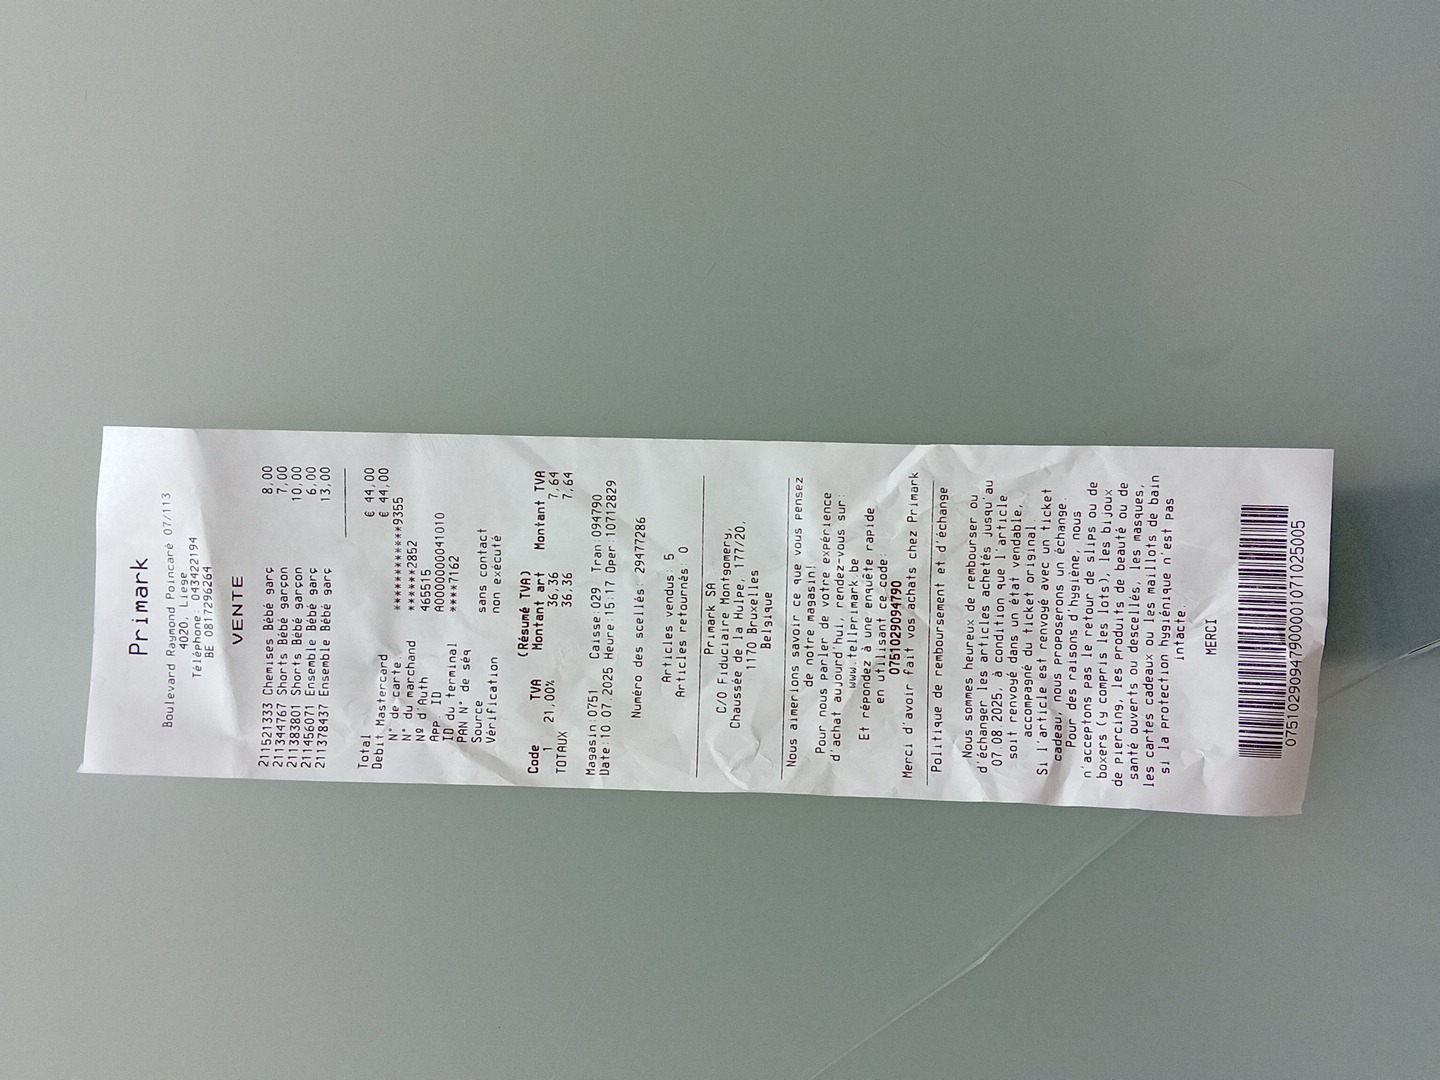 Primark
Boulevard Raymond Poincaré 07/113
4020, Liege
Téléphone 043422194
BE 0817296264
VENTE
211521333 Chemises Bébé garç 8,00
211344767 Shorts Bébé garçon 7,00
211383801 Shorts Bébé garçon 10,00
211456071 Ensemble Bébé garç 6,00
211378437 Ensemble Bébé garç 13,00
Total € 44,00
Debit Mastercard € 44,00
N° de carte. ************9355
N° du marchand *****2852
Nº d'Auth 465515
App. ID A0000000041010
ID du terminal ****7162
PAN N° de séq
Source sans contact
Vérification non exécuté
(Résumé TVA)
Code TVA Montant art Montant TVA
1 21,00% 36,36 7,64
TOTAUX 36,36 7,64
Magasin:0751 Caisse:029 Tran:094790
Date:10.07.2025 Heure:15:17 Oper:10712829
Numéro des scellés: 29477286
Articles vendus: 5
Articles retournés: 0
Primark SA
C/O Fiduciaire Montgomery,
Chaussée de la Hulpe, 177/20,
1170 Bruxelles
Belgique
Nous aimerions savoir ce que vous pensez
de notre magasin!
Pour nous parler de votre expérience
d'achat aujourd'hui, rendez-vous sur:
www.tellprimark.be
Et répondez à une enquête rapide
en utilisant ce code:
075102909479​0
Merci d'avoir fait vos achats chez Primark
Politique de remboursement et d'échange
Nous sommes heureux de rembourser ou
d'échanger les articles achetés jusqu'au
07.08.2025, à condition que l'article
soit renvoyé dans un état vendable,
accompagné du ticket original.
Si l'article est renvoyé avec un ticket
cadeau, nous proposerons un échange.
Pour des raisons d'hygiène, nous
n'acceptons pas le retour de slips ou de
boxers (y compris les lots), les bijoux
de piercing, les produits de beauté ou de
santé ouverts ou descellés, les masques,
les cartes cadeaux ou les maillots de bain
si la protection hygiénique n'est pas
intacte.
MERCI
075102909479000010710​25005